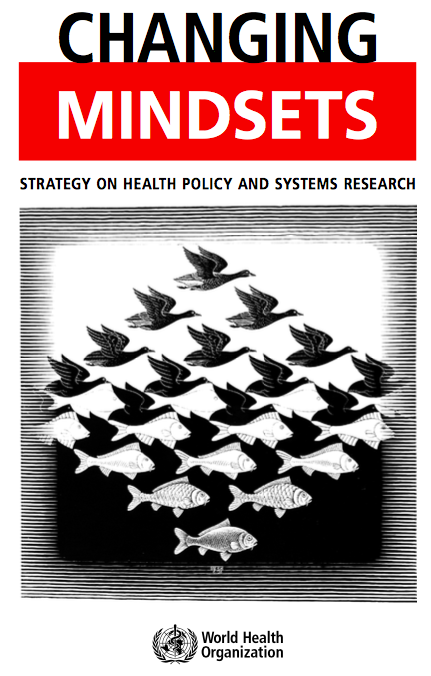 CHANGING
MINDSETS
STRATEGY ON HEALTH POLICY AND SYSTEMS RESEARCH
World Health
Organization